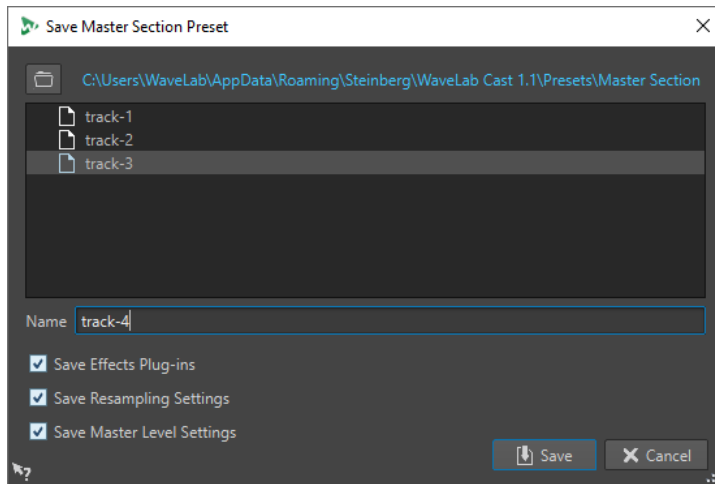 Save Master Section Preset
C:\Users\WaveLab\AppData\Roaming\Steinberg\WaveLab Cast 1.1\Presets\Master Section
track-1
track-2
track-3
Name track-4
Save Effects Plug-ins
Save Resampling Settings
Save Master Level Settings
Save Cancel